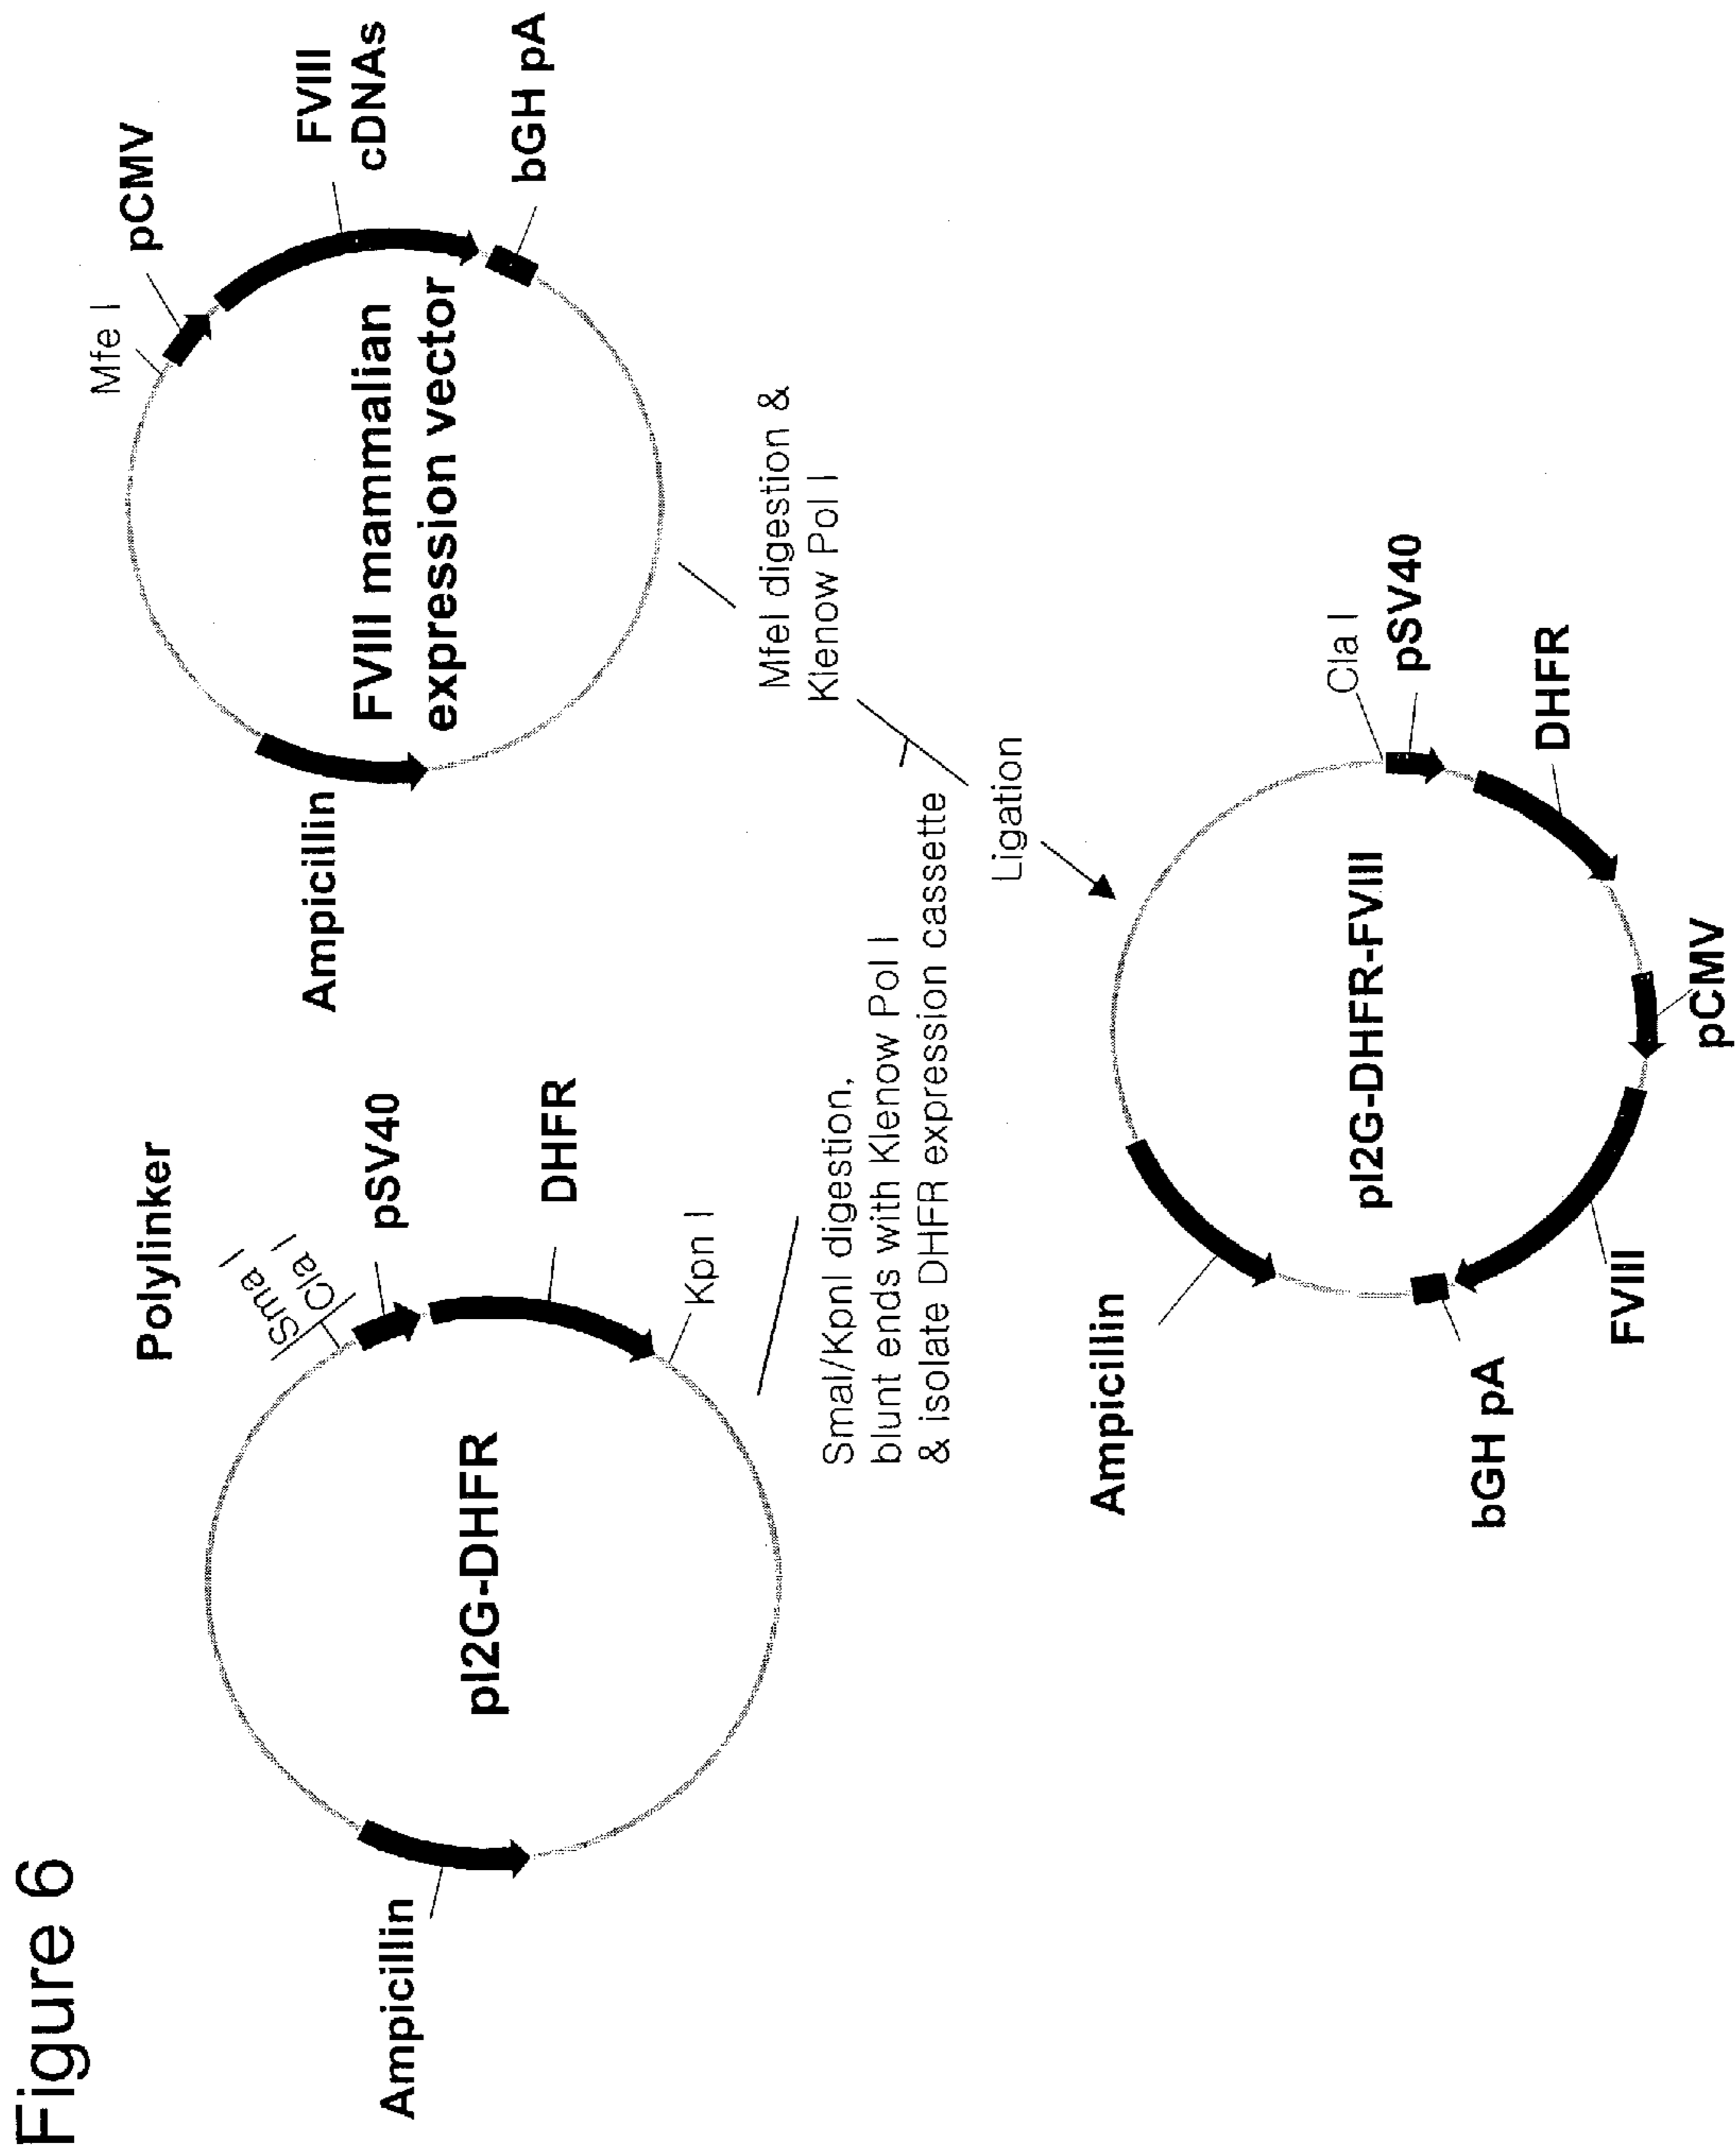 Figure 6
Polylinker
Sma I
Cla I
pSV40
DHFR
Kpn I
Ampicillin
pI2G-DHFR
Mfe I
pCMV
FVIII
cDNAs
bGH pA
Ampicillin
FVIII mammalian
expression vector
SmaI/KpnI digestion,
blunt ends with Klenow Pol I
& isolate DHFR expression cassette
MfeI digestion &
Klenow Pol I
Ligation
Ampicillin
Cla I
pSV40
DHFR
pI2G-DHFR-FVIII
bGH pA
FVIII
pCMV